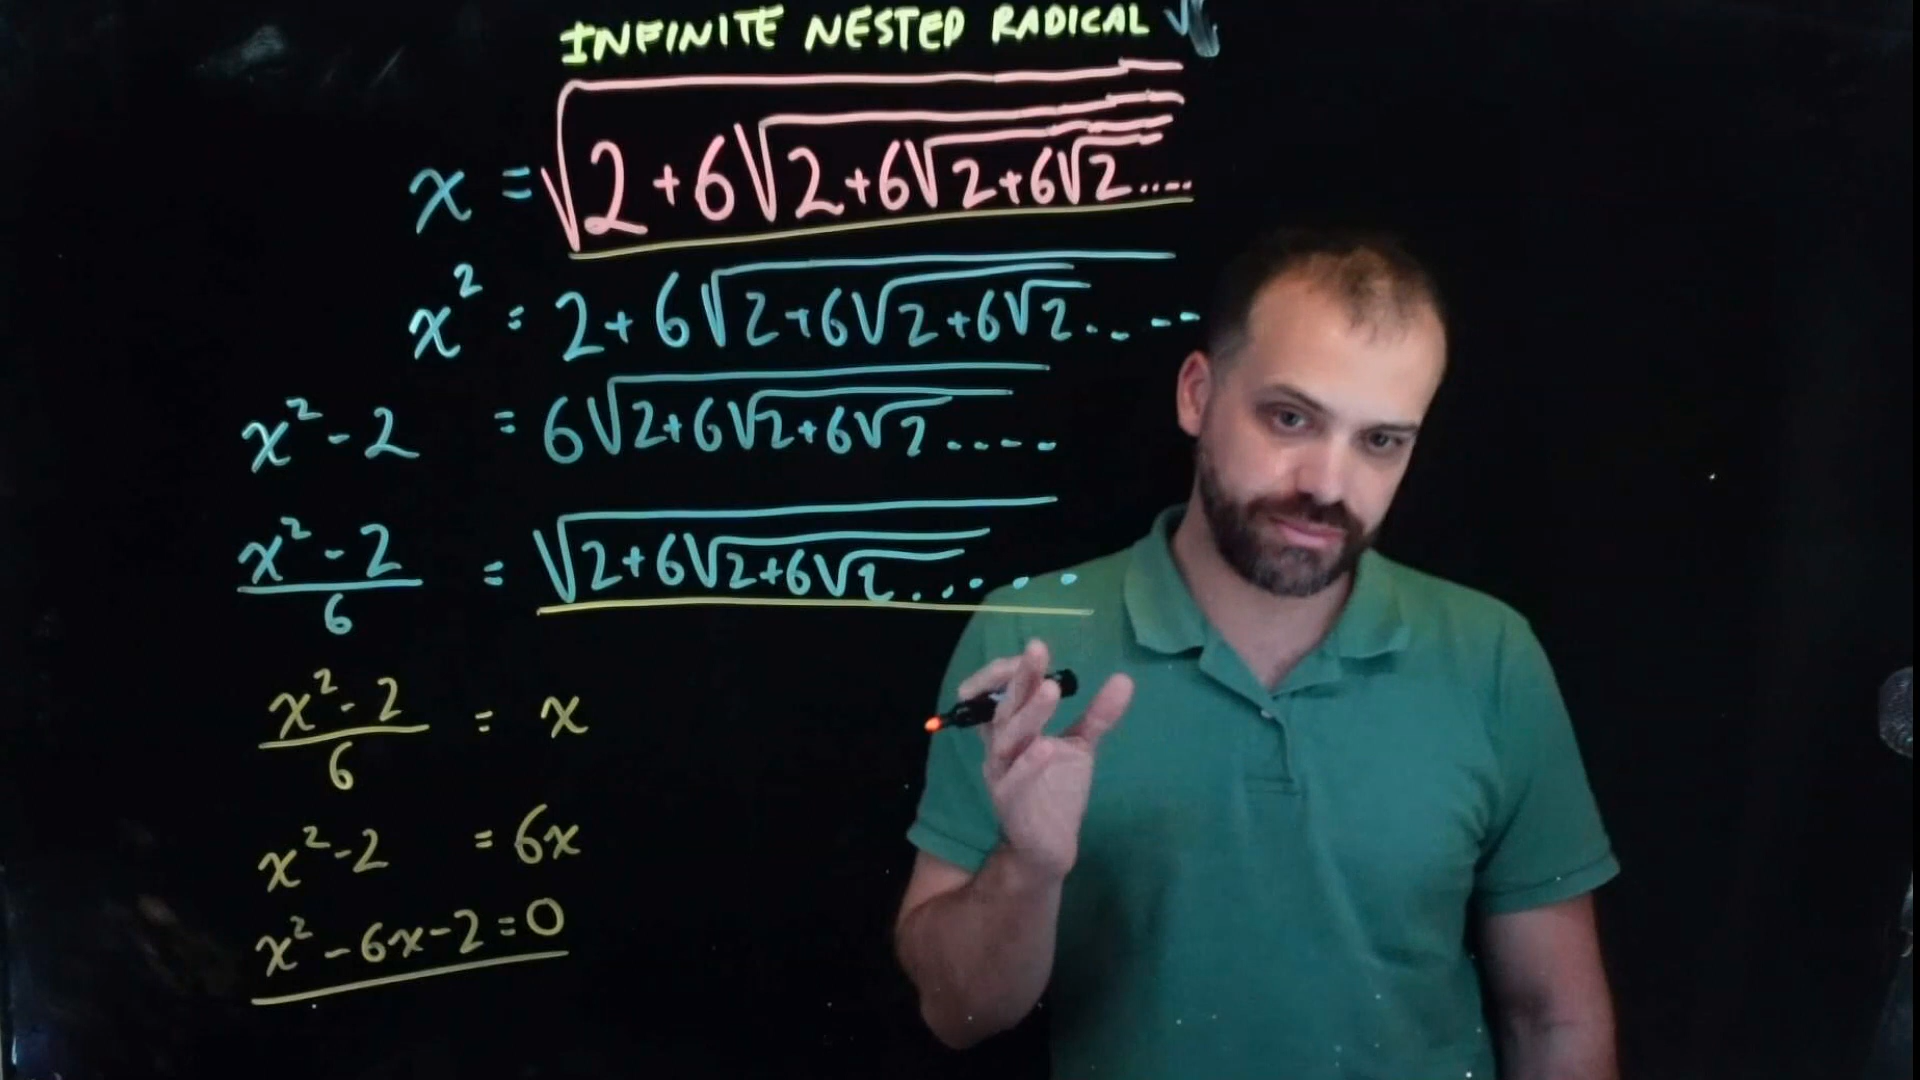 INFINITE NESTED RADICAL √
x = √2+6√2+6√2+6√2....
x² = 2+6√2+6√2+6√2.....
x²-2 = 6√2+6√2+6√2....
x²-2/6 = √2+6√2+6√2.....
x²-2/6 = x
x²-2 = 6x
x²-6x-2=0